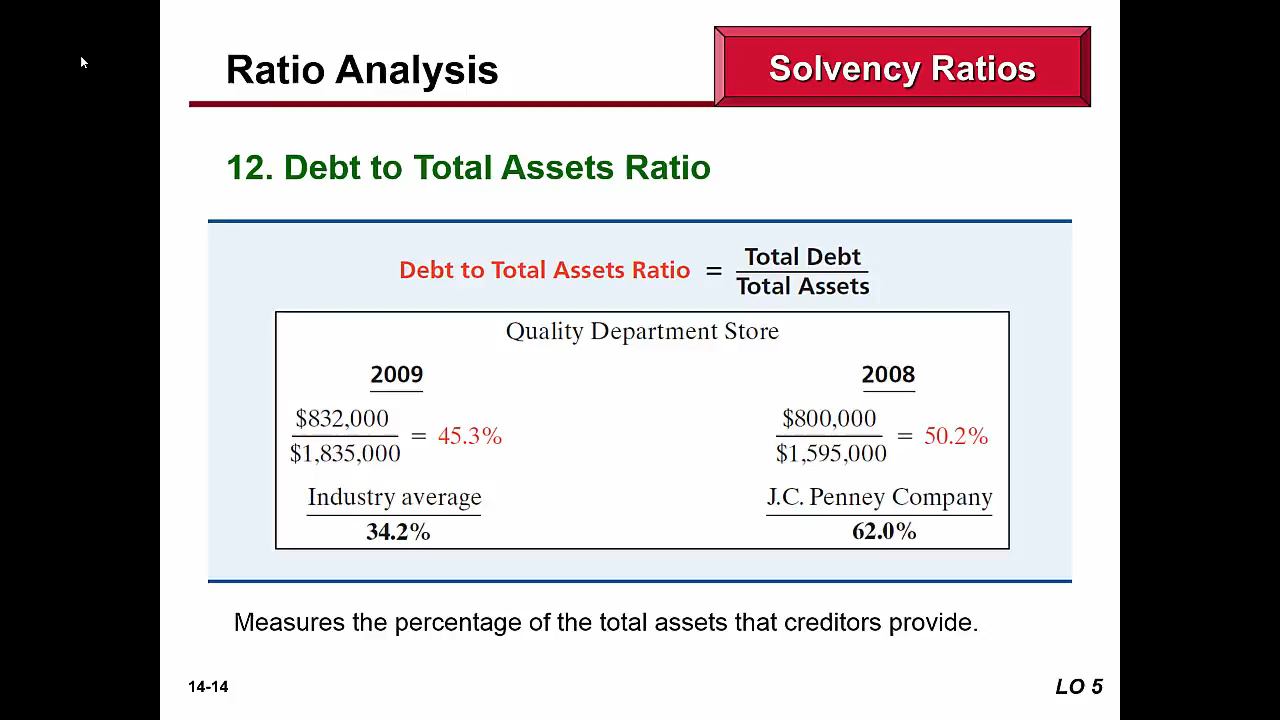 Ratio Analysis
Solvency Ratios
12. Debt to Total Assets Ratio
Debt to Total Assets Ratio = Total Debt
Total Assets
Quality Department Store
2009
2008
$832,000
$1,835,000
= 45.3%
$800,000
$1,595,000
= 50.2%
Industry average
34.2%
J.C. Penney Company
62.0%
Measures the percentage of the total assets that creditors provide.
14-14
LO 5